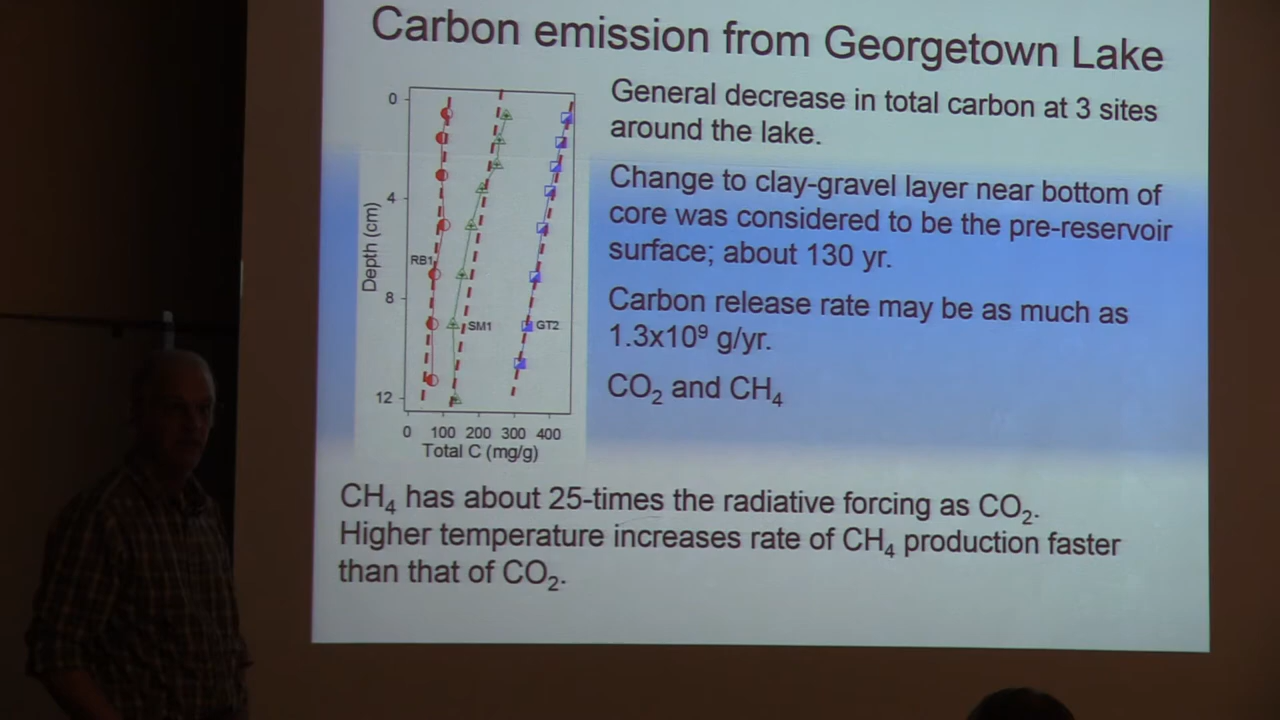 Carbon emission from Georgetown Lake
0
4
8
12
Depth (cm)
RB1
SM1
GT2
0 100 200 300 400
Total C (mg/g)
General decrease in total carbon at 3 sites
around the lake.
Change to clay-gravel layer near bottom of
core was considered to be the pre-reservoir
surface; about 130 yr.
Carbon release rate may be as much as
1.3x10⁹ g/yr.
CO₂ and CH₄
CH₄ has about 25-times the radiative forcing as CO₂.
Higher temperature increases rate of CH₄ production faster
than that of CO₂.